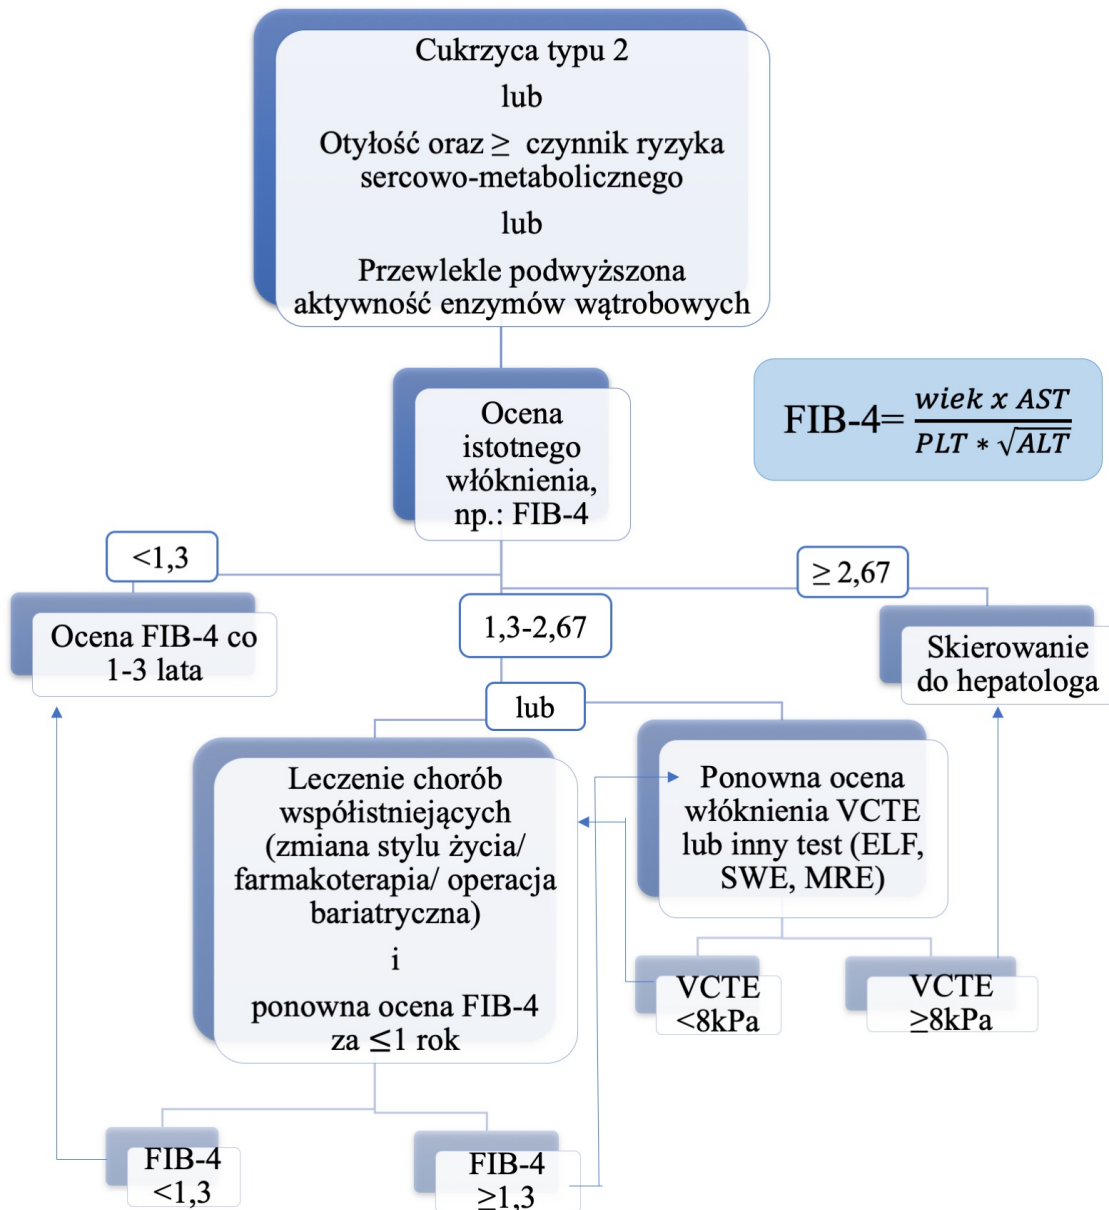 Cukrzyca typu 2
lub
Otyłość oraz ≥ czynnik ryzyka
sercowo-metabolicznego
lub
Przewlekle podwyższona
aktywność enzymów wątrobowych
Ocena
istotnego
włóknienia,
np.: FIB-4
FIB-4= wiek x AST / PLT * √ALT
<1,3
≥ 2,67
1,3-2,67
Ocena FIB-4 co
1-3 lata
Skierowanie
do hepatologa
lub
Leczenie chorób
współistniejących
(zmiana stylu życia/
farmakoterapia/ operacja
bariatryczna)
i
ponowna ocena FIB-4
za ≤1 rok
Ponowna ocena
włóknienia VCTE
lub inny test (ELF,
SWE, MRE)
VCTE
<8kPa
VCTE
≥8kPa
FIB-4
<1,3
FIB-4
≥1,3